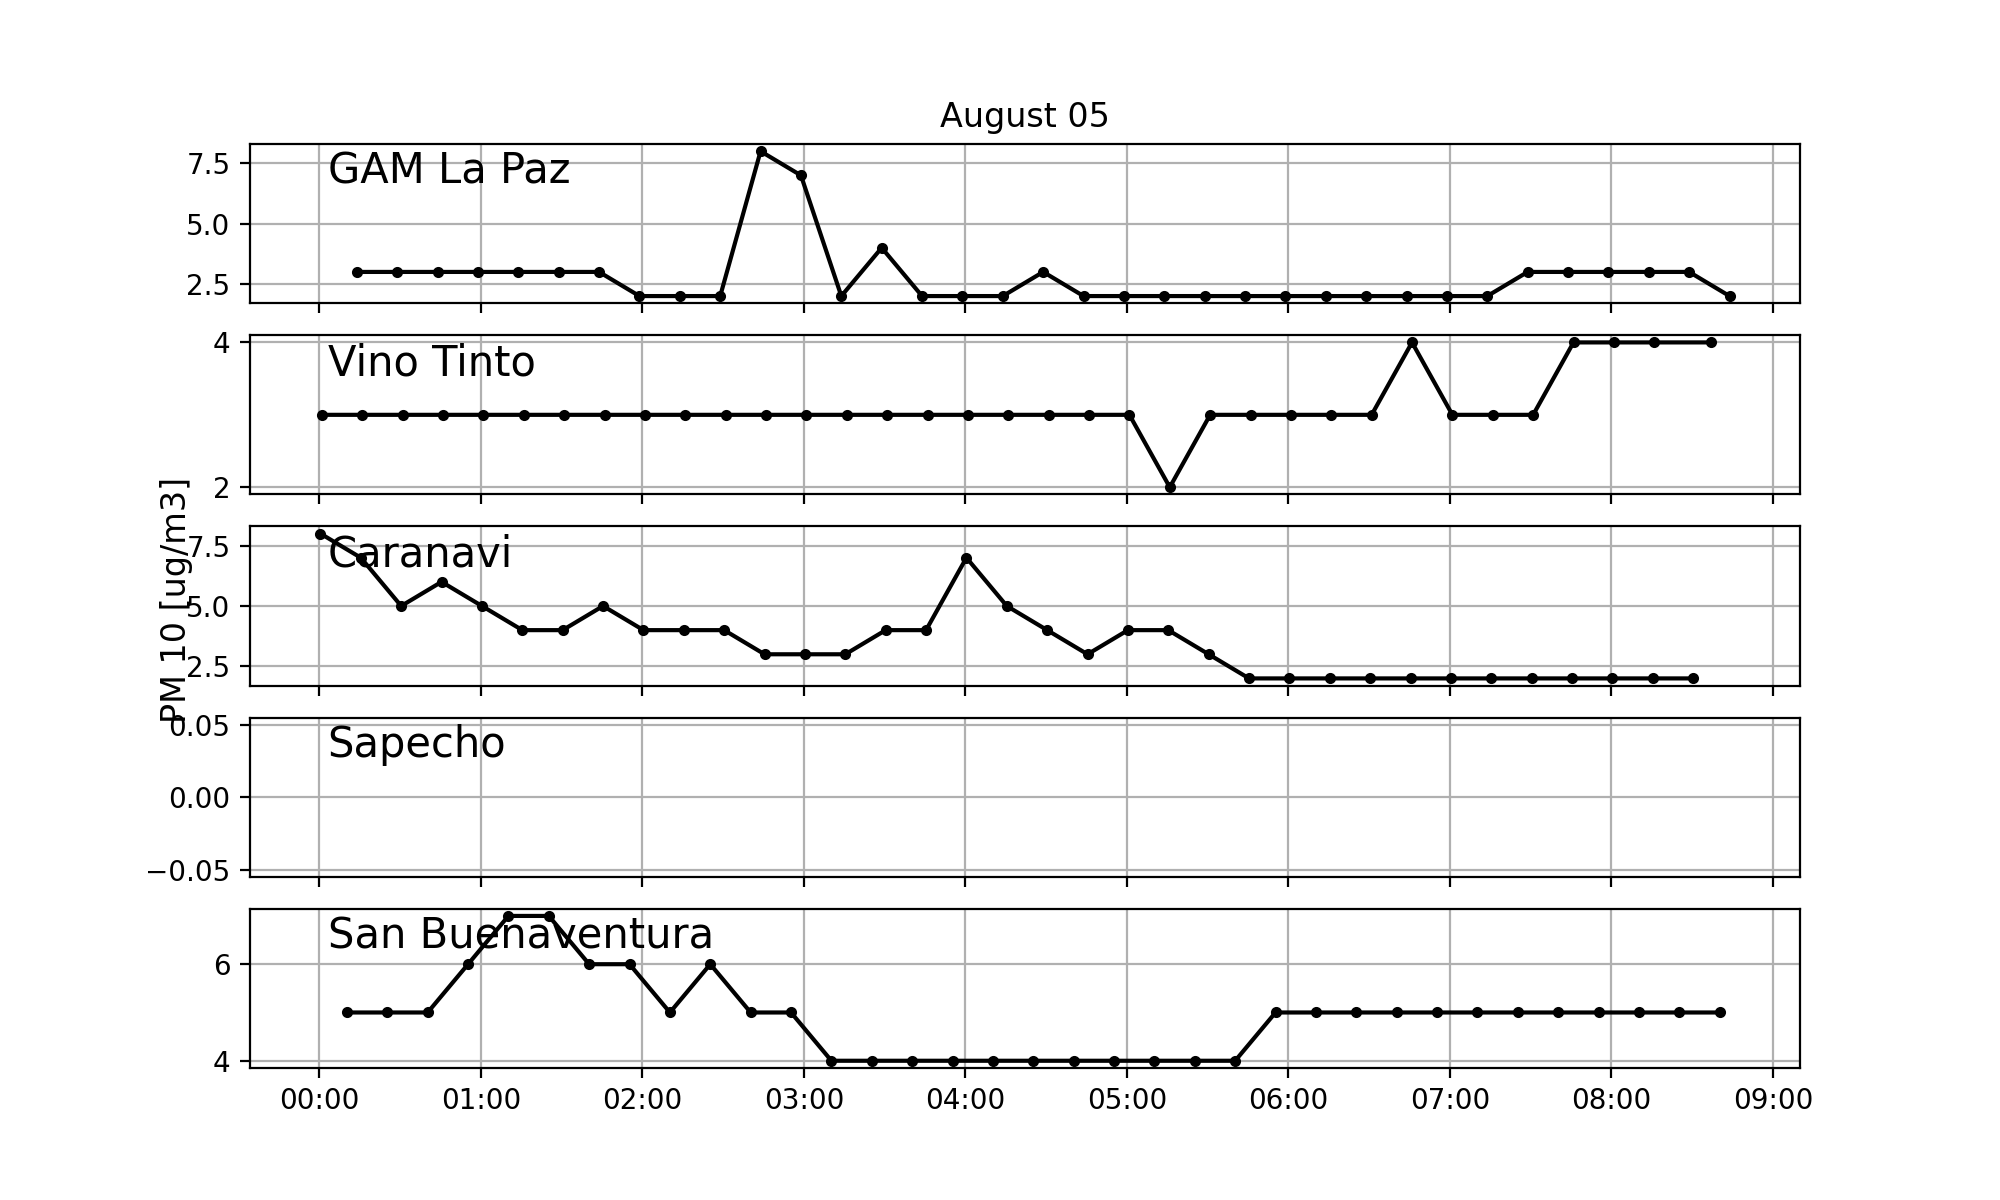 August 05
GAM La Paz
7.5
5.0
2.5
Vino Tinto
4
2
PM 10 [ug/m3]
Caranavi
7.5
5.0
2.5
Sapecho
0.05
0.00
−0.05
San Buenaventura
6
4
00:00 01:00 02:00 03:00 04:00 05:00 06:00 07:00 08:00 09:00